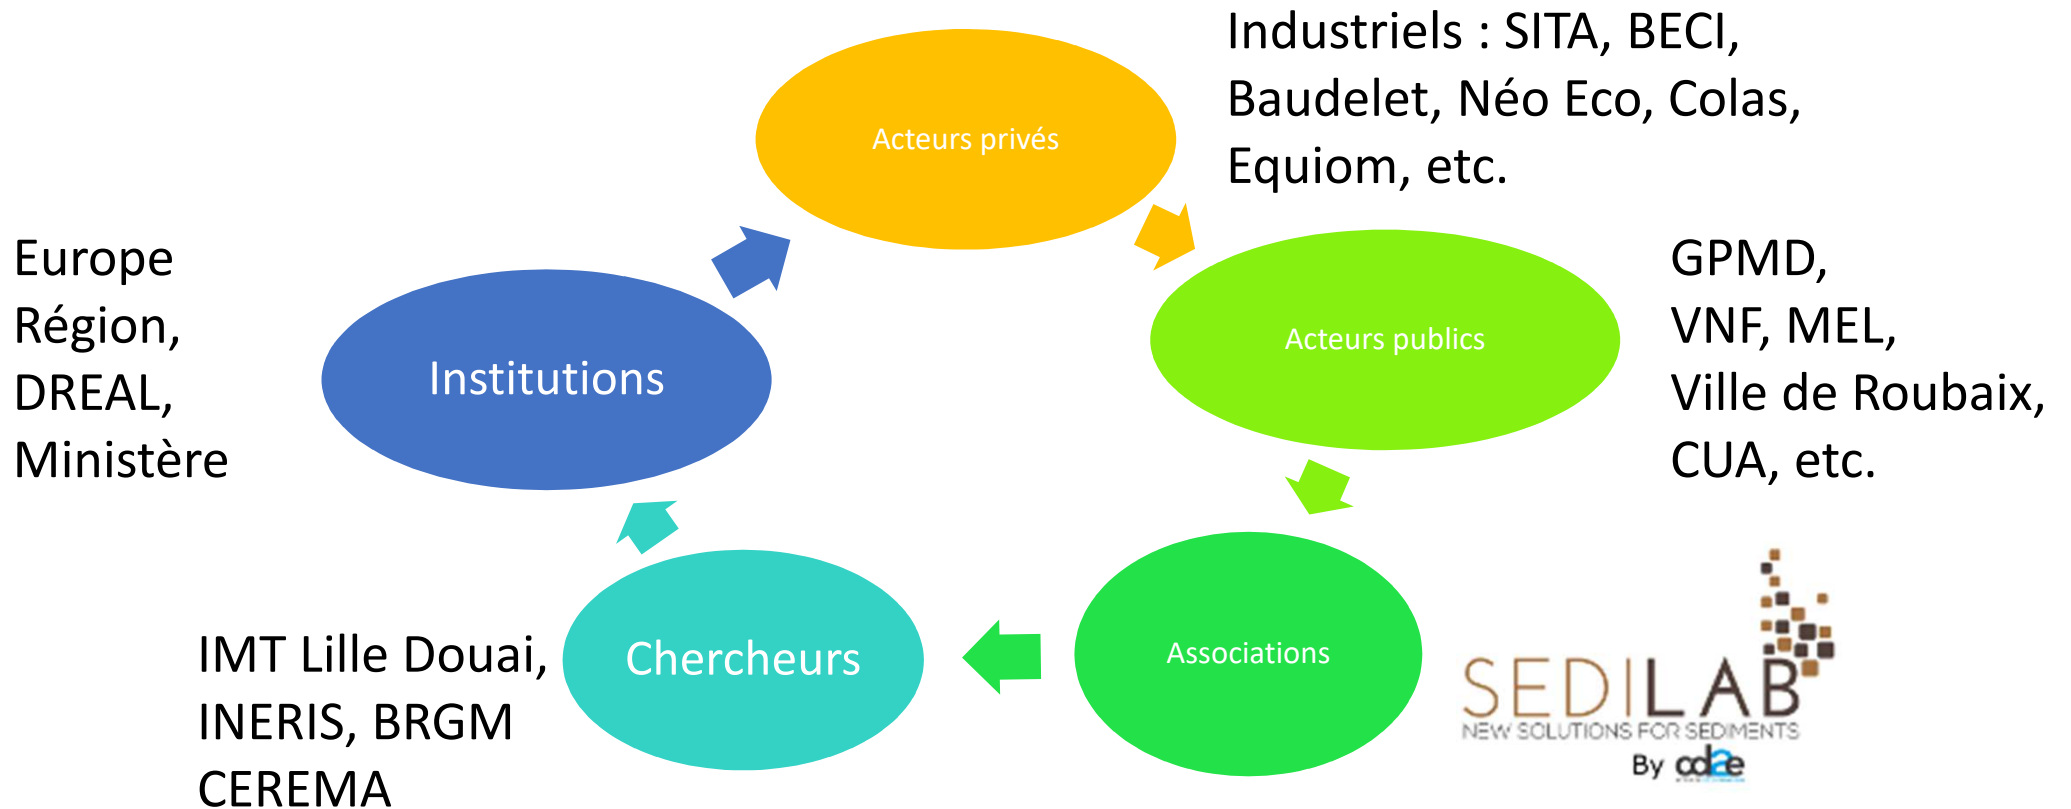 Industriels : SITA, BECI,
Baudelet, Néo Eco, Colas,
Equiom, etc.
Acteurs privés
Europe
Région,
DREAL,
Ministère
Institutions
Acteurs publics
GPMD,
VNF, MEL,
Ville de Roubaix,
CUA, etc.
IMT Lille Douai,
INERIS, BRGM
CEREMA
Chercheurs
Associations
SEDILAB
NEW SOLUTIONS FOR SEDIMENTS
By cd2e